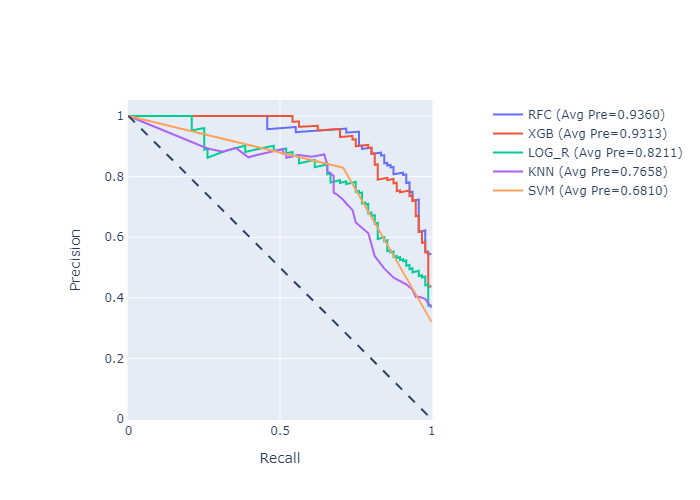 RFC (Avg Pre=0.9360)
XGB (Avg Pre=0.9313)
LOG_R (Avg Pre=0.8211)
KNN (Avg Pre=0.7658)
SVM (Avg Pre=0.6810)
1
0.8
0.6
0.4
0.2
0
Precision
0
0.5
1
Recall